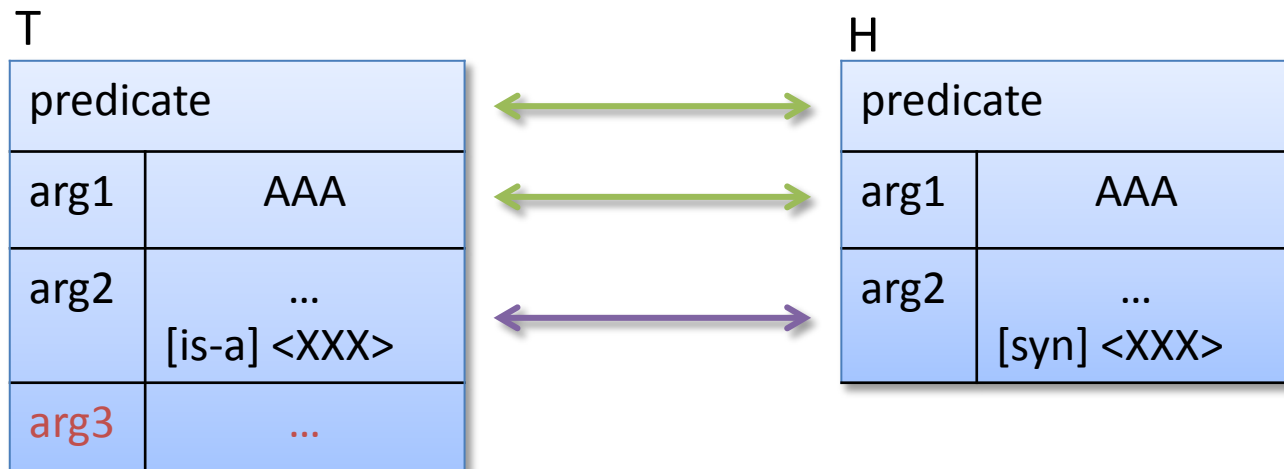 T
H
predicate
predicate
arg1 AAA
arg1 AAA
arg2 ...
[is-a] <XXX>
arg2 ...
[syn] <XXX>
arg3 ...